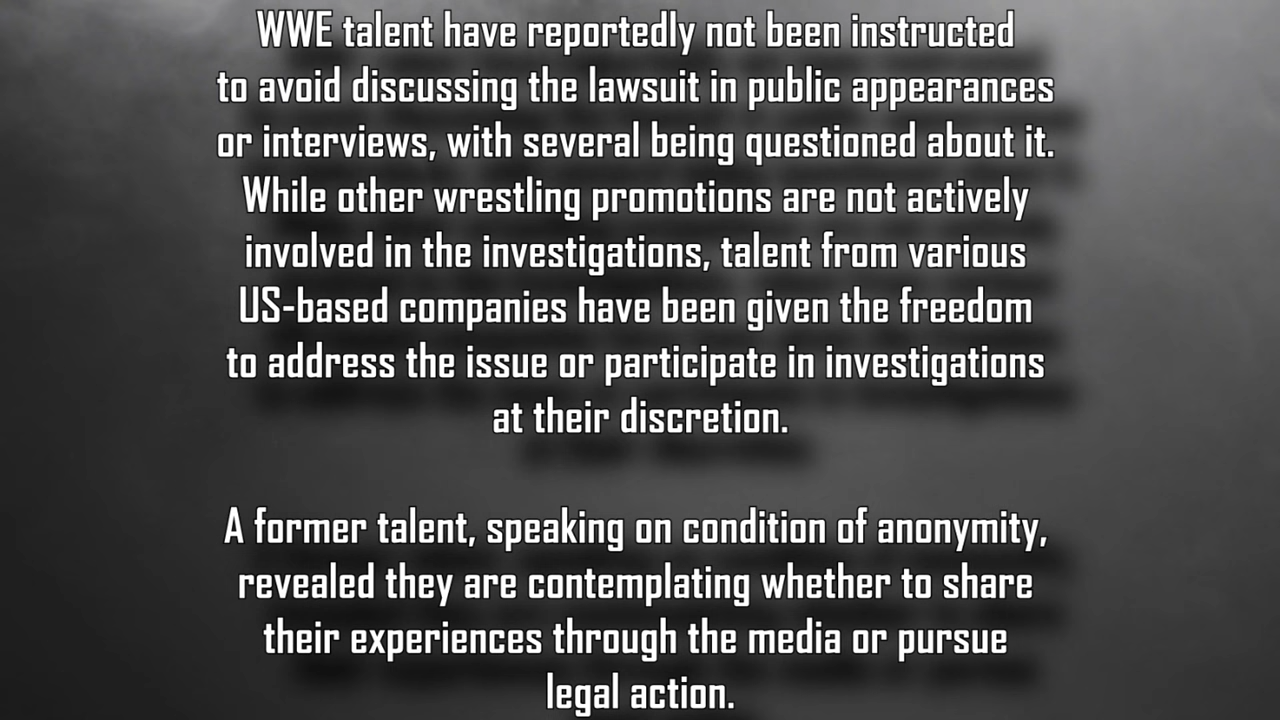 WWE talent have reportedly not been instructed
to avoid discussing the lawsuit in public appearances
or interviews, with several being questioned about it.
While other wrestling promotions are not actively
involved in the investigations, talent from various
US-based companies have been given the freedom
to address the issue or participate in investigations
at their discretion.
A former talent, speaking on condition of anonymity,
revealed they are contemplating whether to share
their experiences through the media or pursue
legal action.